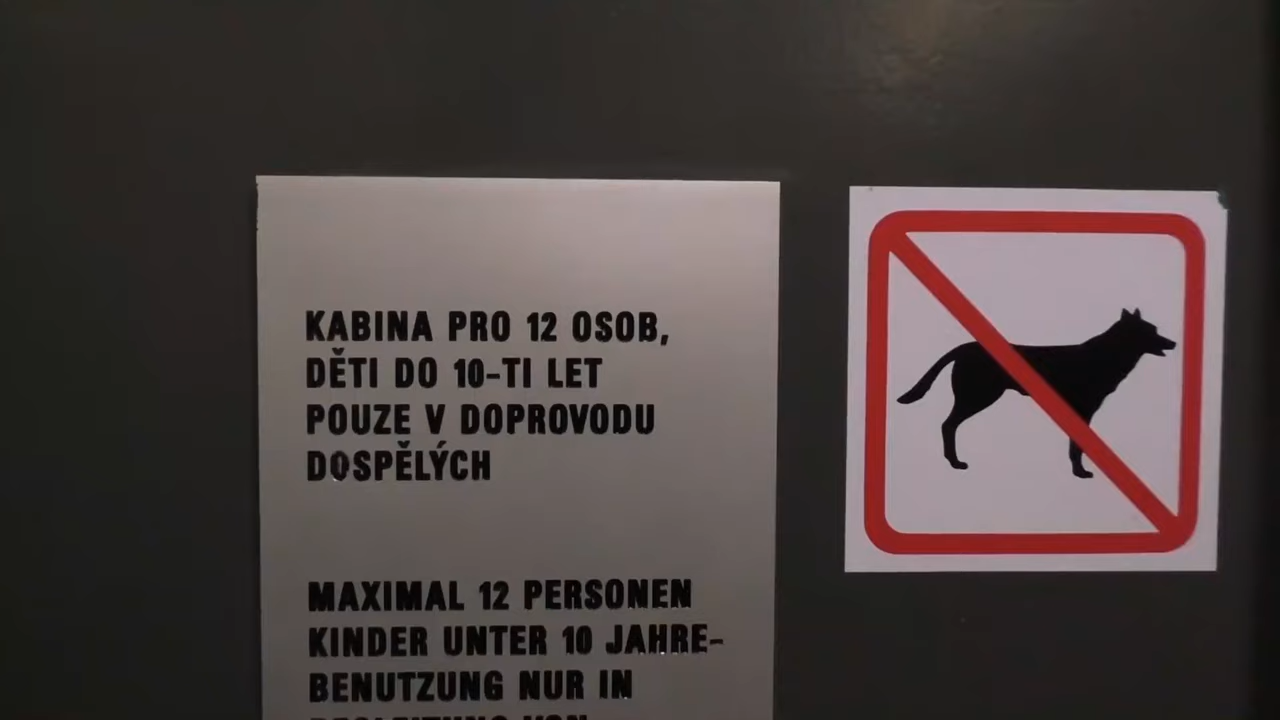 KABINA PRO 12 OSOB,
DĚTI DO 10-TI LET
POUZE V DOPROVODU
DOSPĚLÝCH
MAXIMAL 12 PERSONEN
KINDER UNTER 10 JAHRE-
BENUTZUNG NUR IN